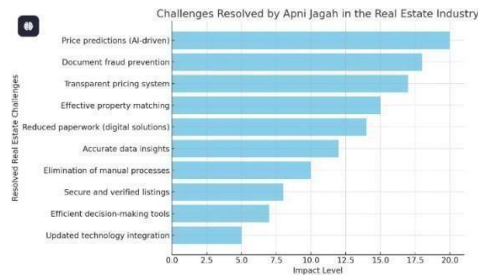 Challenges Resolved by Apni Jagah in the Real Estate Industry
Resolved Real Estate Challenges
Price predictions (AI-driven)
Document fraud prevention
Transparent pricing system
Effective property matching
Reduced paperwork (digital solutions)
Accurate data insights
Elimination of manual processes
Secure and verified listings
Efficient decision-making tools
Updated technology integration
0.0 2.5 5.0 7.5 10.0 12.5 15.0 17.5 20.0
Impact Level